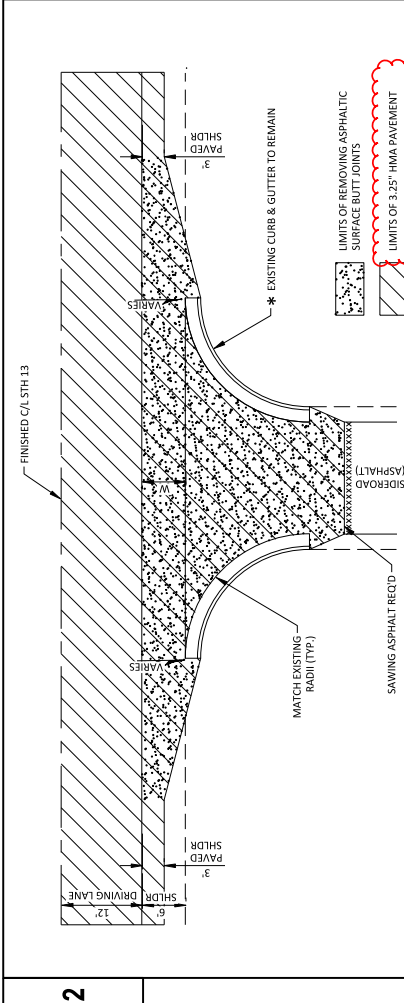 2
FINISHED C/L STH 13
12'
DRIVING LANE
6'
SHLDR
3'
PAVED
SHLDR
VARIES
W
VARIES
3'
PAVED
SHLDR
* EXISTING CURB & GUTTER TO REMAIN
MATCH EXISTING
RADII (TYP.)
SIDEROAD
(ASPHALT)
SAWING ASPHALT REQ'D
LIMITS OF REMOVING ASPHALTIC
SURFACE BUTT JOINTS
LIMITS OF 3.25" HMA PAVEMENT